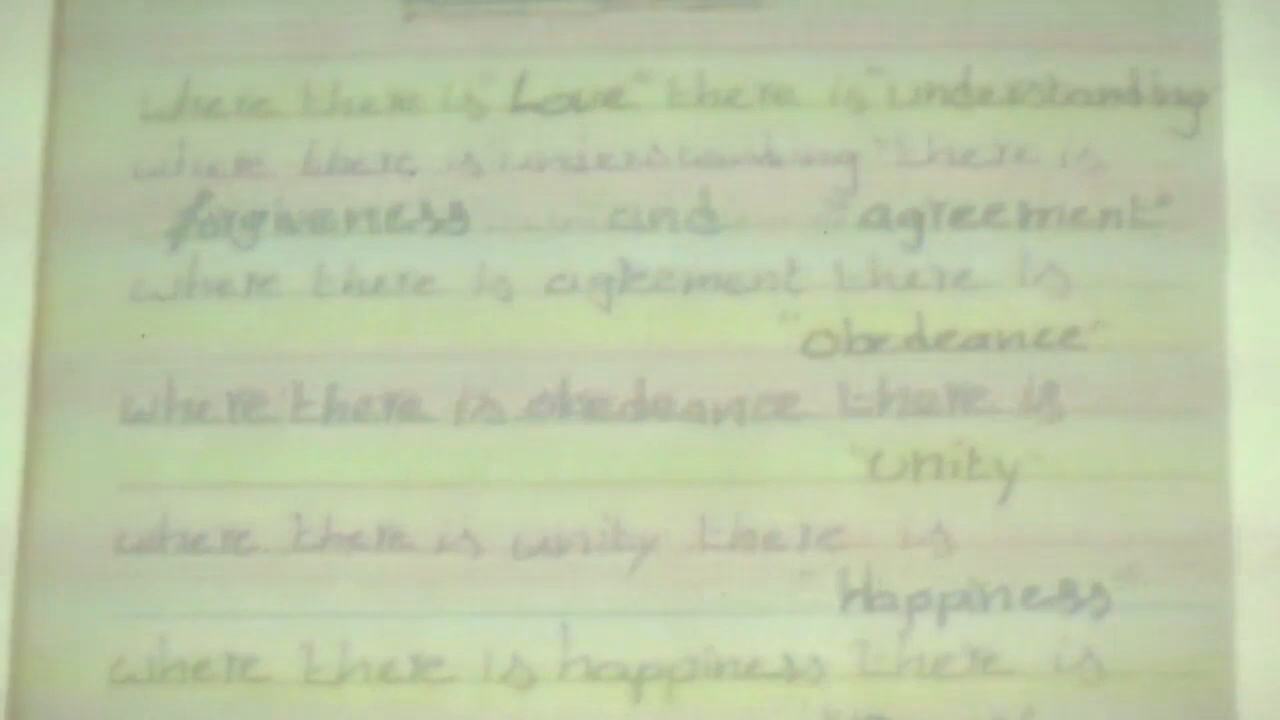 where there is "Love" there is "understanding
where there is "understanding" there is
forgiveness and "agreement"
where there is agreement there is
"obedeance"
where there is obedeance there is
"unity
where there is unity there is
"Happiness"
where there is happiness there is